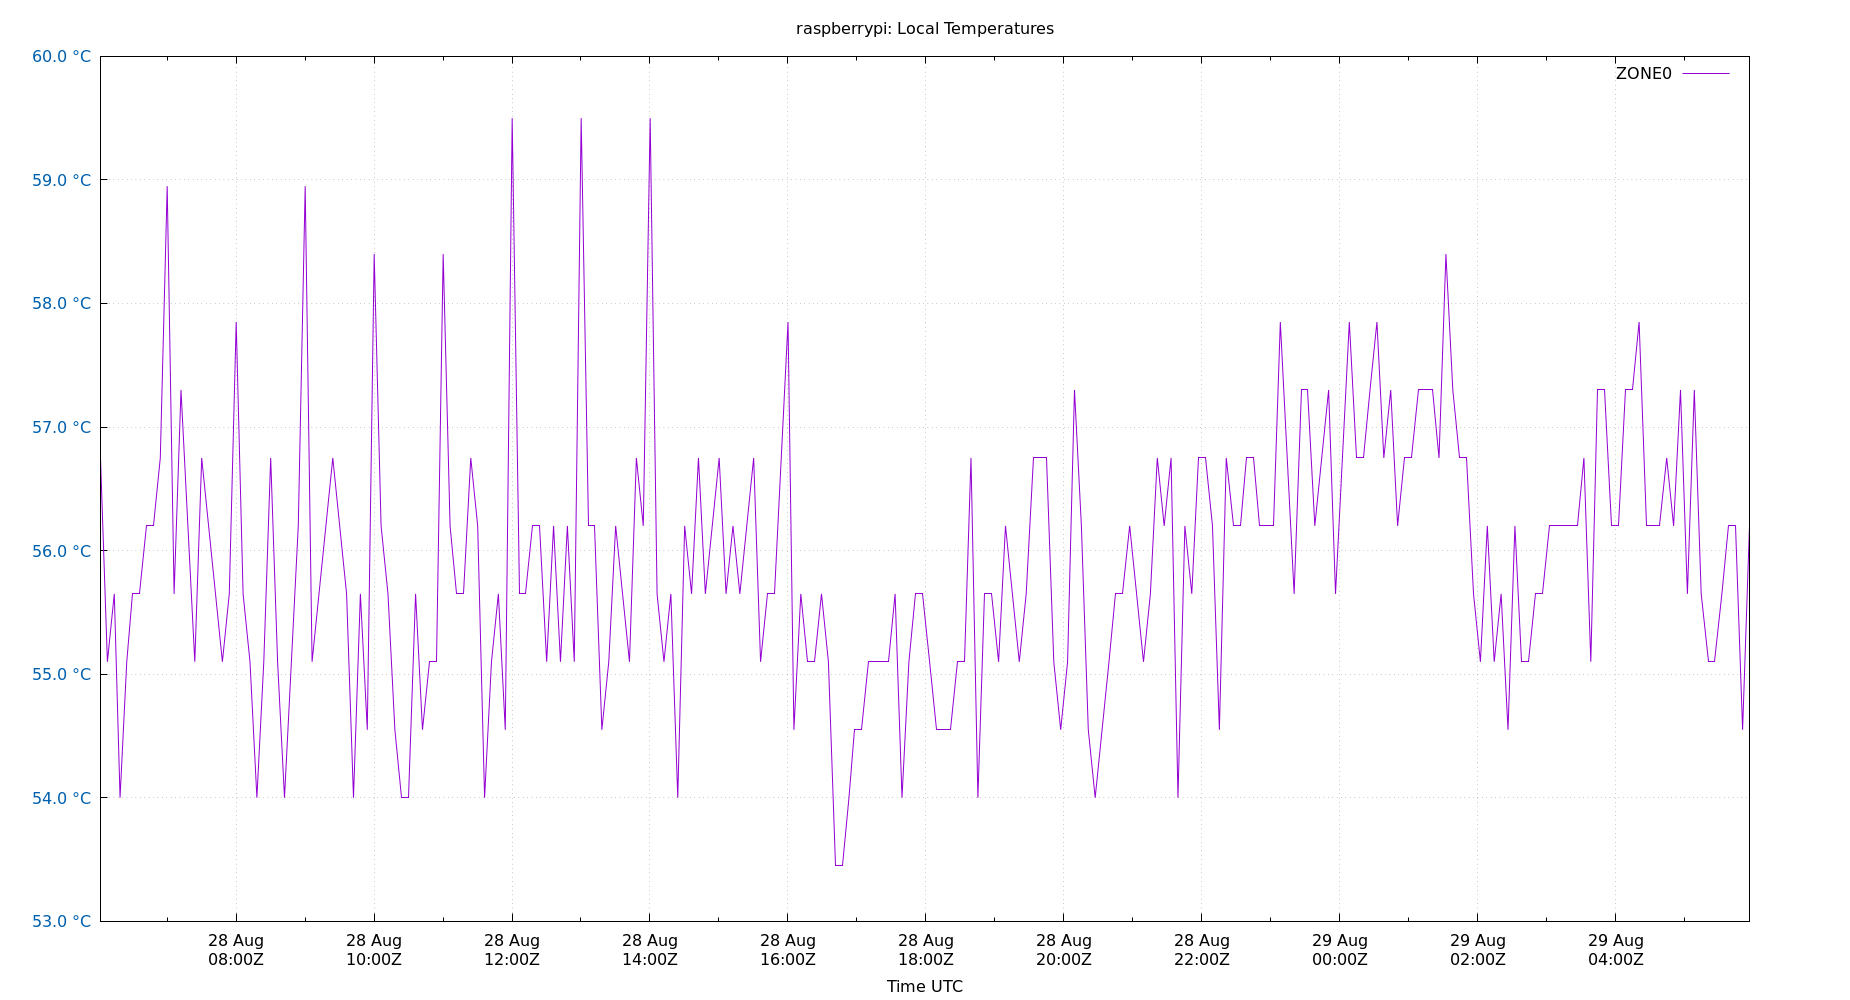 raspberrypi: Local Temperatures
60.0 °C
ZONE0
59.0 °C
58.0 °C
57.0 °C
56.0 °C
55.0 °C
54.0 °C
53.0 °C
28 Aug 28 Aug 28 Aug 28 Aug 28 Aug 28 Aug 28 Aug 28 Aug 29 Aug 29 Aug 29 Aug
08:00Z 10:00Z 12:00Z 14:00Z 16:00Z 18:00Z 20:00Z 22:00Z 00:00Z 02:00Z 04:00Z
Time UTC